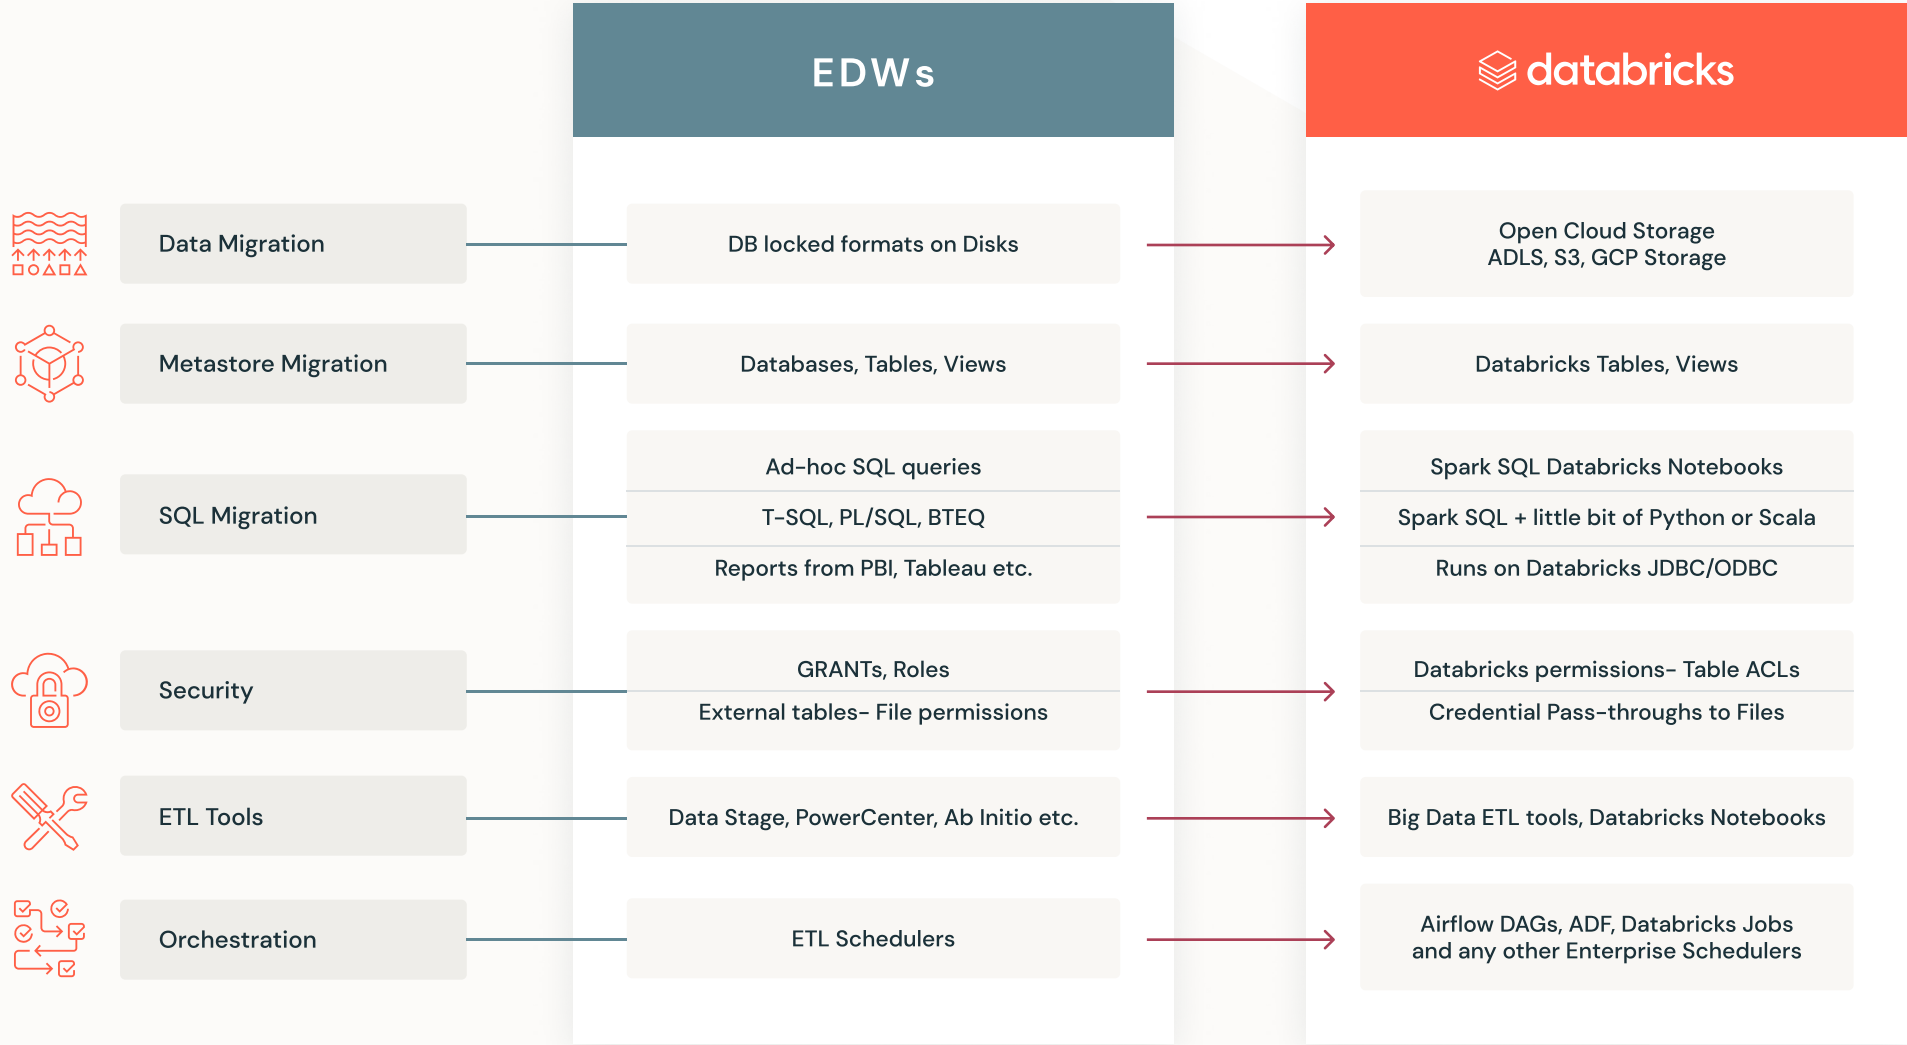 EDWs
databricks
Data Migration
DB locked formats on Disks
Open Cloud Storage
ADLS, S3, GCP Storage
Metastore Migration
Databases, Tables, Views
Databricks Tables, Views
SQL Migration
Ad-hoc SQL queries
Spark SQL Databricks Notebooks
T-SQL, PL/SQL, BTEQ
Spark SQL + little bit of Python or Scala
Reports from PBI, Tableau etc.
Runs on Databricks JDBC/ODBC
Security
GRANTs, Roles
Databricks permissions- Table ACLs
External tables- File permissions
Credential Pass-throughs to Files
ETL Tools
Data Stage, PowerCenter, Ab Initio etc.
Big Data ETL tools, Databricks Notebooks
Orchestration
ETL Schedulers
Airflow DAGs, ADF, Databricks Jobs
and any other Enterprise Schedulers